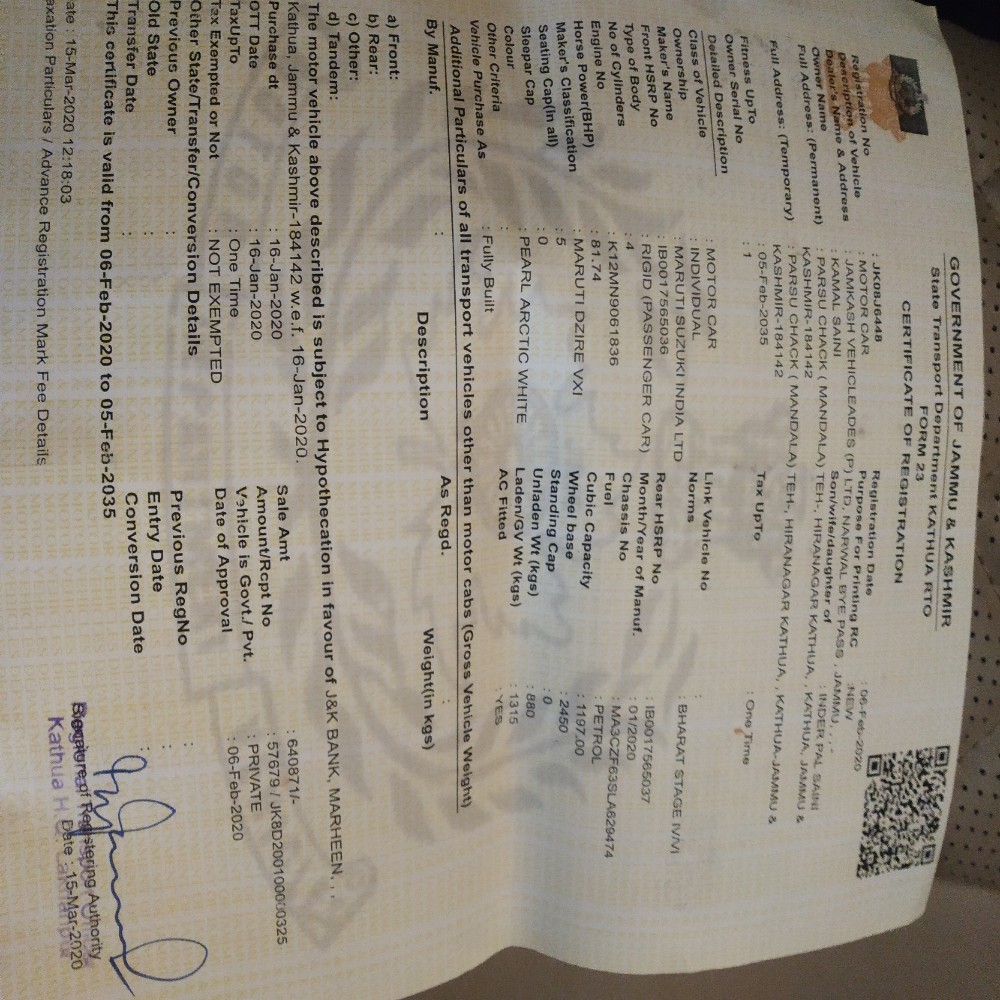 GOVERNMENT OF JAMMU & KASHMIR
State Transport Department KATHUA RTO
FORM 23
CERTIFICATE OF REGISTRATION
Registration No : JK08J6448 Registration Date : 06-Feb-2020
Description of Vehicle : MOTOR CAR Purpose For Printing RC : NEW
Dealer's Name & Address : JAMKASH VEHICLEADES (P) LTD, NARWAL BYE PASS , JAMMU, , ,-
Owner Name : KAMAL SAINI Son/wife/daughter of : INDER PAL SAINI
Full Address: (Permanent) : PARSU CHACK ( MANDALA) TEH-, HIRANAGAR KATHUA, , KATHUA, JAMMU &
KASHMIR-184142
Full Address: (Temporary) : PARSU CHACK ( MANDALA) TEH-, HIRANAGAR KATHUA, , KATHUA-JAMMU &
KASHMIR-184142
Fitness UpTo : 05-Feb-2035 Tax UpTo : One Time
Owner Serial No : 1
Detailed Description
Class of Vehicle : MOTOR CAR Link Vehicle No :
Ownership : INDIVIDUAL Norms : BHARAT STAGE IV/VI
Maker's Name : MARUTI SUZUKI INDIA LTD
Front HSRP No : IB0017565036 Rear HSRP No : IB0017565037
Type of Body : RIGID (PASSENGER CAR) Month/Year of Manuf. : 01/2020
No of Cylinders : 4 Chassis No : MA3CZF63SLA629474
Engine No : K12MN9061836 Fuel : PETROL
Horse Power(BHP) : 81.74 Cubic Capacity : 1197.00
Maker's Classification : MARUTI DZIRE VXI Wheel base : 2450
Seating Cap(In all) : 5 Standing Cap : 0
Sleepar Cap : 0 Unladen Wt (kgs) : 880
Colour : PEARL ARCTIC WHITE Laden/GV Wt (kgs) : 1315
Other Criteria : AC Fitted : YES
Vehicle Purchase As : Fully Built
Additional Particulars of all transport vehicles other than motor cabs (Gross Vehicle Weight)
By Manuf. : As Regd. :
Description Weight(in kgs)
a) Front:
b) Rear:
c) Other:
d) Tandem:
The motor vehicle above described is subject to Hypothecation in favour of J&K BANK, MARHEEN, , ,
Kathua, Jammu & Kashmir-184142 w.e.f. 16-Jan-2020.
Purchase dt : 16-Jan-2020 Sale Amt : 640871/-
OTT Date : 16-Jan-2020 Amount/Rcpt No : 57679 / JK8D20010000325
TaxUpTo : One Time Vehicle is Govt./ Pvt. : PRIVATE
Tax Exempted or Not : NOT EXEMPTED Date of Approval : 06-Feb-2020
Other State/Transfer/Conversion Details
Previous Owner : Previous RegNo :
Old State : Entry Date :
Transfer Date : Conversion Date :
This certificate is valid from 06-Feb-2020 to 05-Feb-2035
ate : 15-Mar-2020 12:18:03
Signature of Registering Authority
Date : 15-Mar-2020
Kathua
axation Particulers / Advance Registration Mark Fee Details